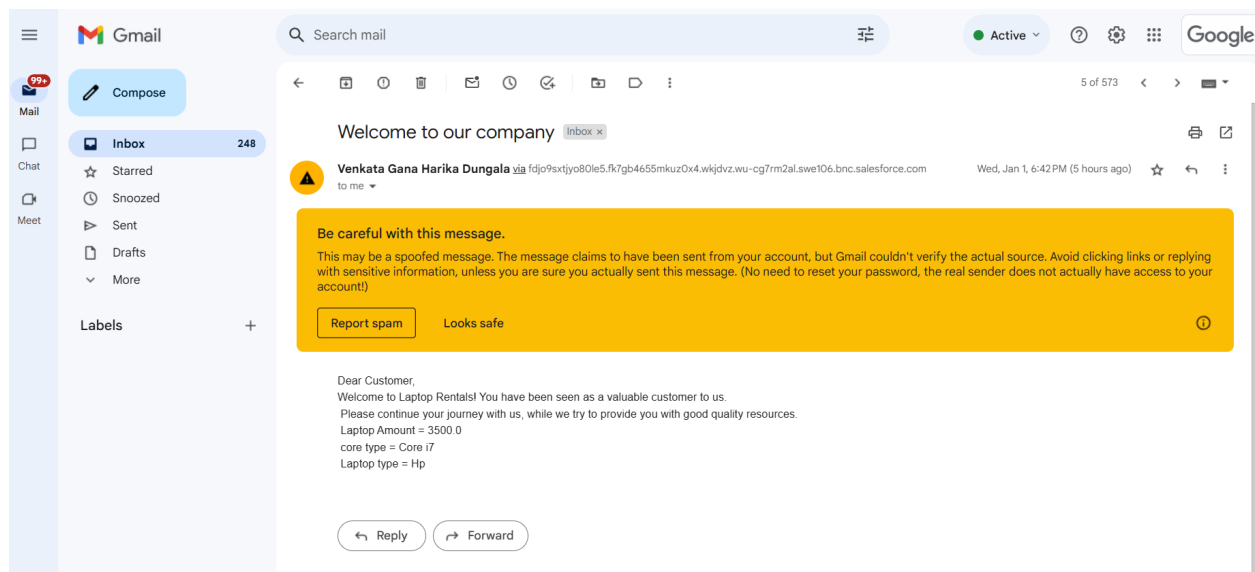 Gmail
Search mail
Active
Google
99+
Mail
Compose
5 of 573
Chat
Meet
Inbox 248
Starred
Snoozed
Sent
Drafts
More
Labels
Welcome to our company Inbox ×
Venkata Gana Harika Dungala via fdjo9sxtjyo80le5.fk7gb4655mkuz0x4.wkjdvz.wu-cg7rm2al.swe106.bnc.salesforce.com Wed, Jan 1, 6:42 PM (5 hours ago)
to me
Be careful with this message.
This may be a spoofed message. The message claims to have been sent from your account, but Gmail couldn't verify the actual source. Avoid clicking links or replying
with sensitive information, unless you are sure you actually sent this message. (No need to reset your password, the real sender does not actually have access to your
account!)
Report spam Looks safe
Dear Customer,
Welcome to Laptop Rentals! You have been seen as a valuable customer to us.
Please continue your journey with us, while we try to provide you with good quality resources.
Laptop Amount = 3500.0
core type = Core i7
Laptop type = Hp
Reply Forward